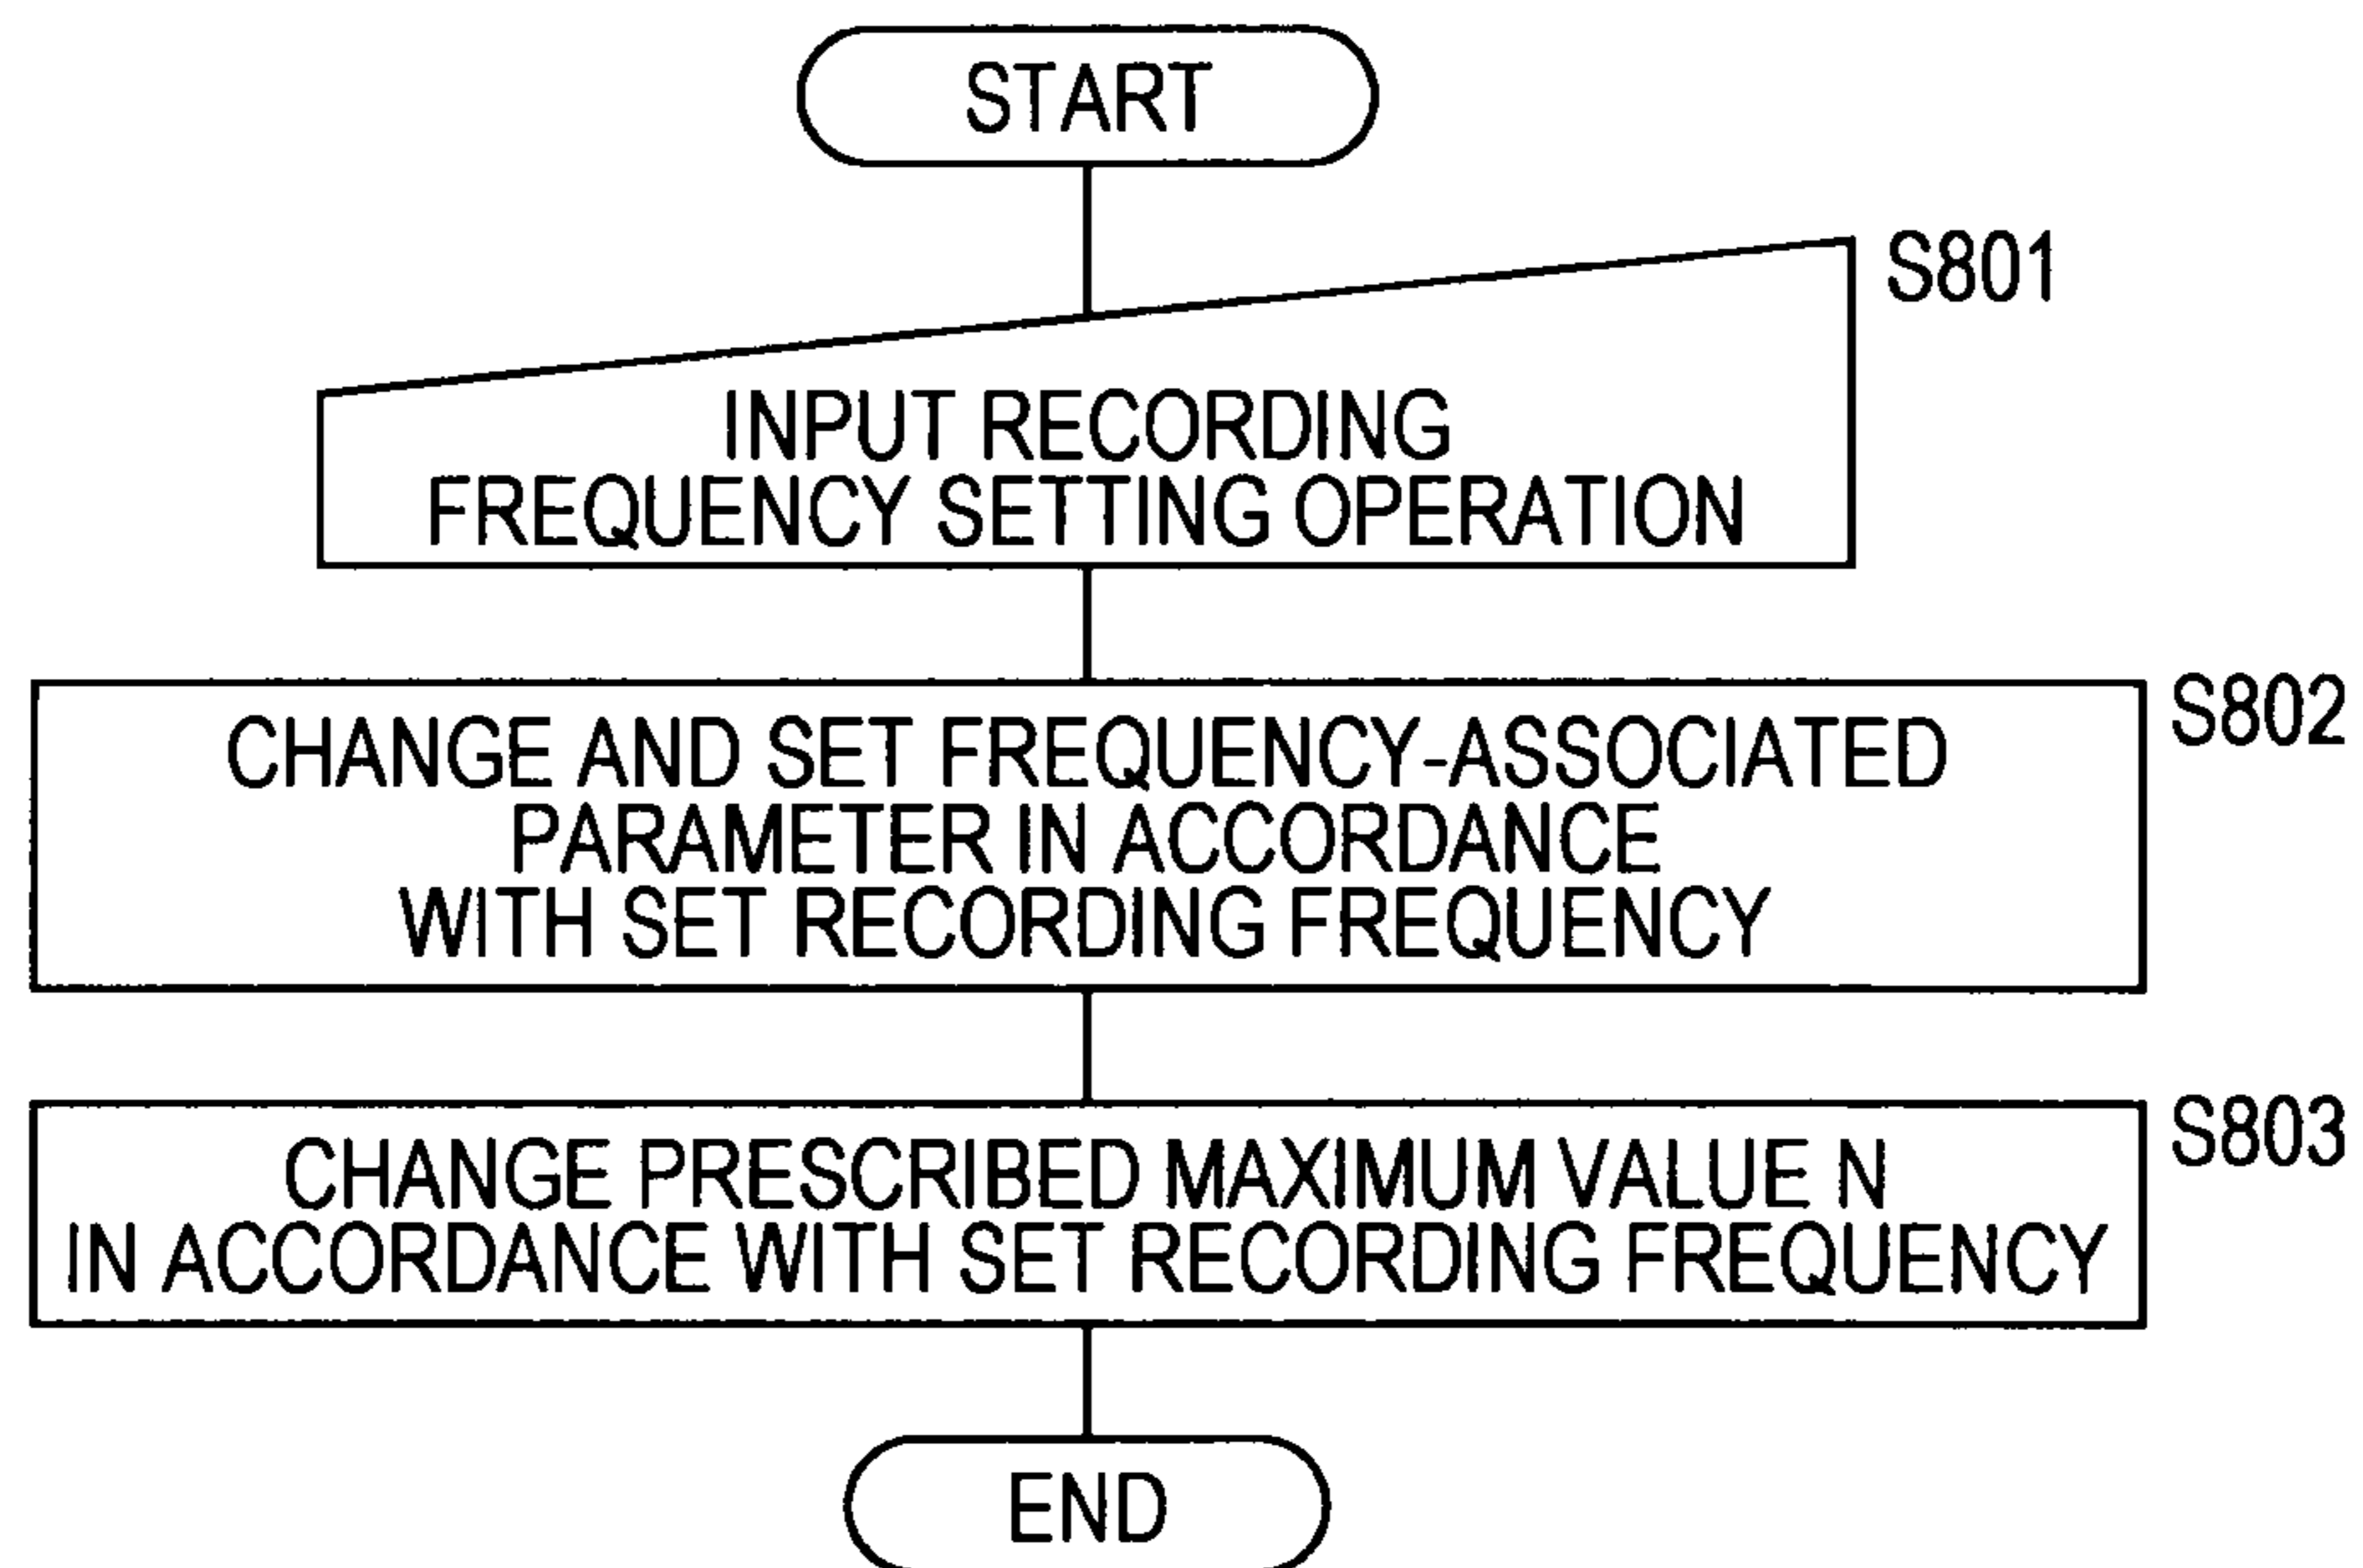 START
S801
INPUT RECORDING
FREQUENCY SETTING OPERATION
S802
CHANGE AND SET FREQUENCY-ASSOCIATED
PARAMETER IN ACCORDANCE
WITH SET RECORDING FREQUENCY
S803
CHANGE PRESCRIBED MAXIMUM VALUE N
IN ACCORDANCE WITH SET RECORDING FREQUENCY
END